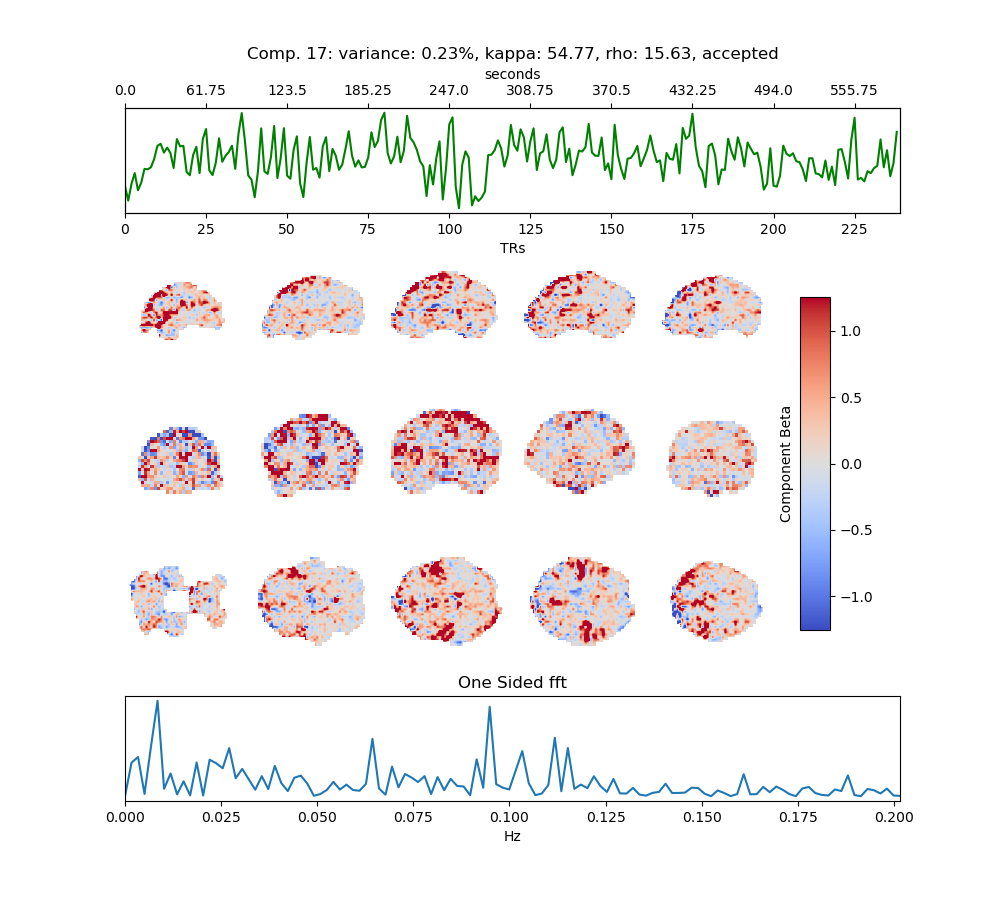 Comp. 17: variance: 0.23%, kappa: 54.77, rho: 15.63, accepted
seconds
0.0 61.75 123.5 185.25 247.0 308.75 370.5 432.25 494.0 555.75
0 25 50 75 100 125 150 175 200 225
TRs
1.0
0.5
0.0
−0.5
−1.0
Component Beta
One Sided fft
0.000 0.025 0.050 0.075 0.100 0.125 0.150 0.175 0.200
Hz